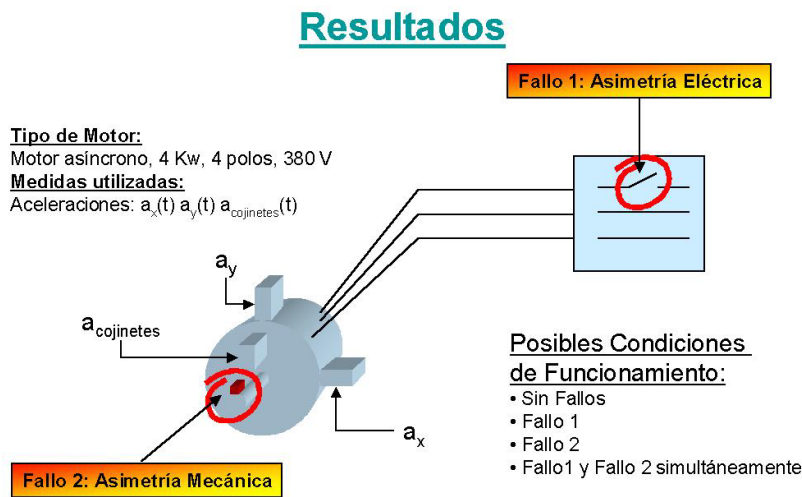 Resultados
Fallo 1: Asimetría Eléctrica
Tipo de Motor:
Motor asíncrono, 4 Kw, 4 polos, 380 V
Medidas utilizadas:
Aceleraciones: ax(t) ay(t) acojinetes(t)
ay
acojinetes
ax
Posibles Condiciones
de Funcionamiento:
• Sin Fallos
• Fallo 1
• Fallo 2
• Fallo1 y Fallo 2 simultáneamente
Fallo 2: Asimetría Mecánica